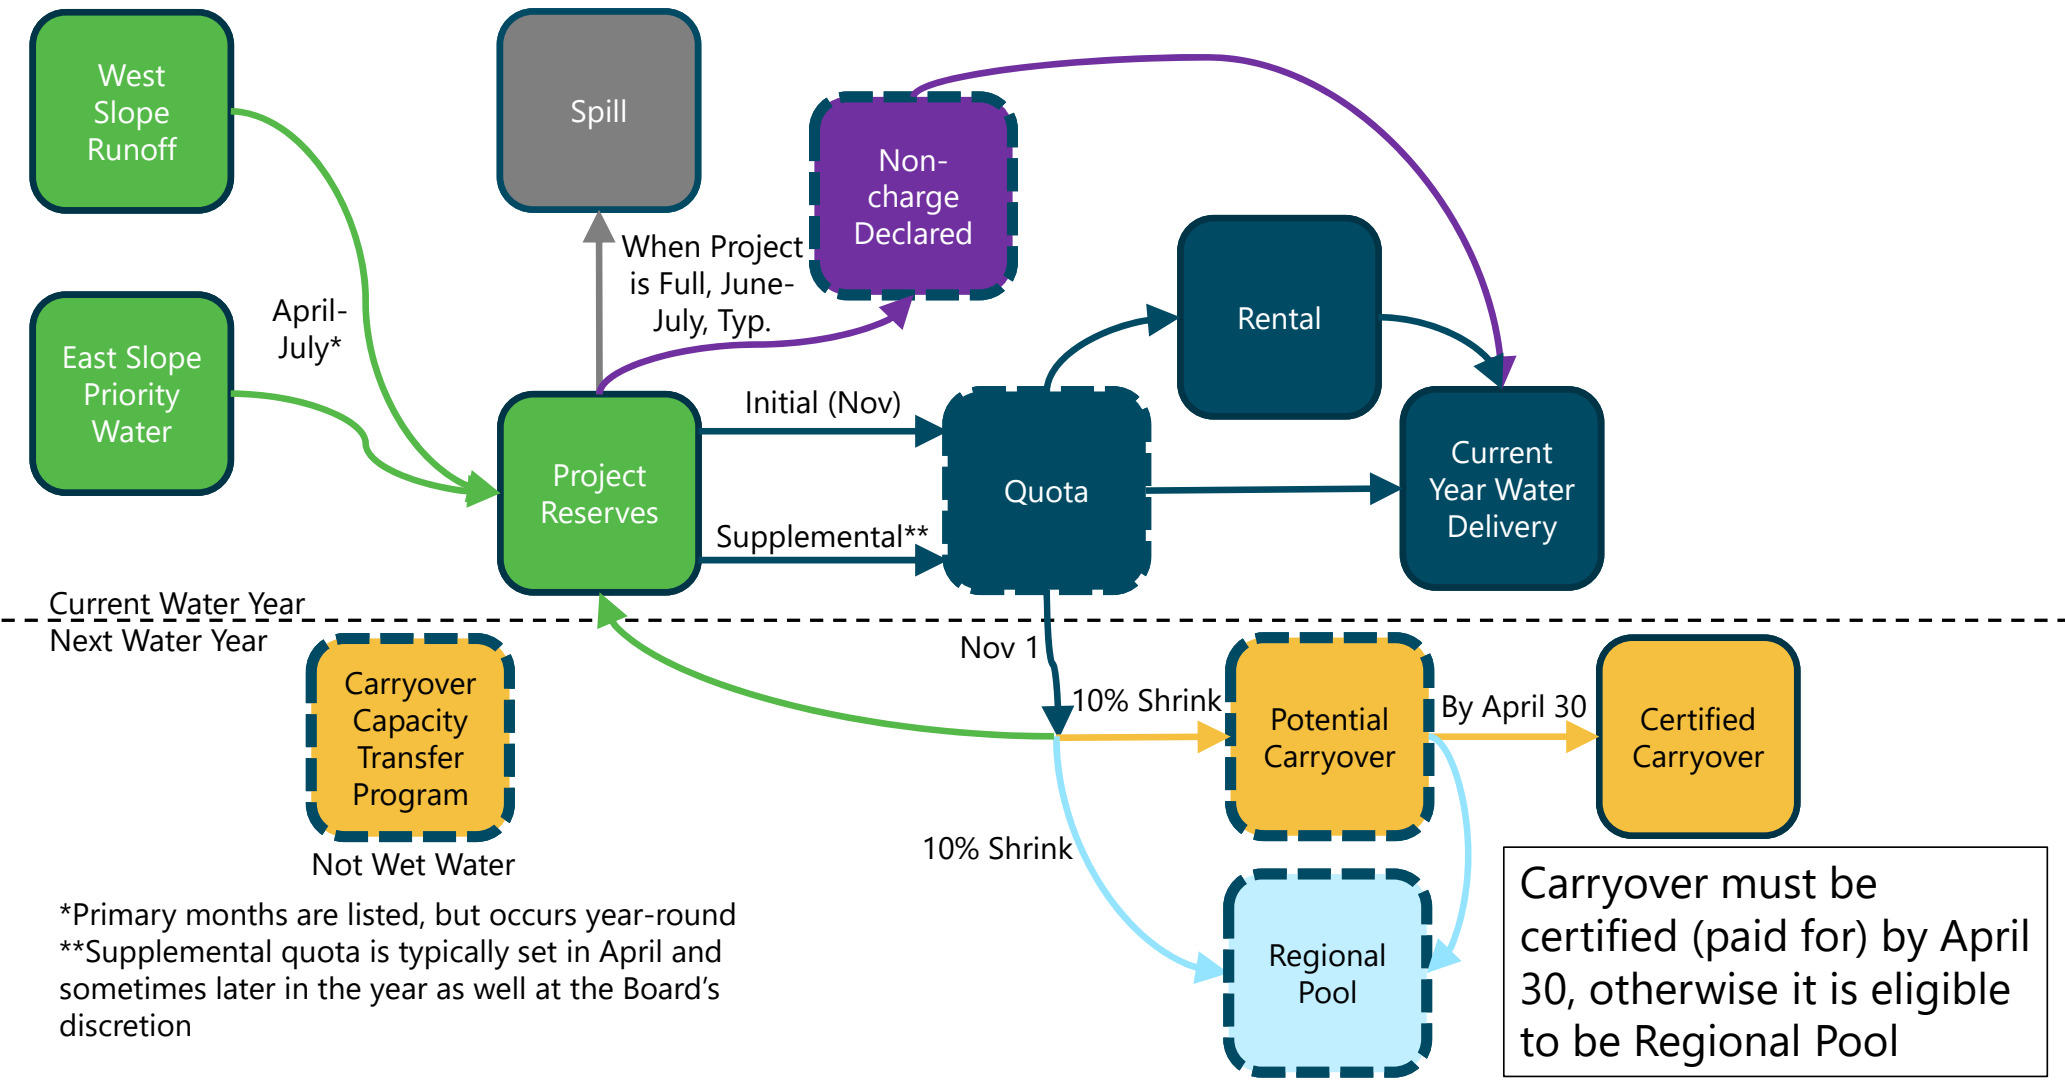 West
Slope
Runoff
Spill
Non-
charge
Declared
When Project
is Full, June-
July, Typ.
Rental
April-
July*
East Slope
Priority
Water
Initial (Nov)
Project
Reserves
Quota
Current
Year Water
Delivery
Supplemental**
Current Water Year
Next Water Year
Nov 1
Carryover
Capacity
Transfer
Program
10% Shrink
Potential
Carryover
By April 30
Certified
Carryover
10% Shrink
Not Wet Water
Regional
Pool
*Primary months are listed, but occurs year-round
**Supplemental quota is typically set in April and
sometimes later in the year as well at the Board’s
discretion
Carryover must be
certified (paid for) by April
30, otherwise it is eligible
to be Regional Pool